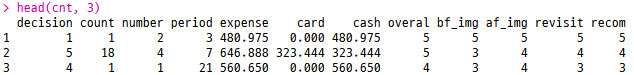 > head(cnt, 3)
  decision count number period expense    card    cash overal bf_img af_img revisit recom
1        1     1      2      3 480.975   0.000 480.975      5      5      5       5     5
2        5    18      4      7 646.888 323.444 323.444      5      3      4       4     4
3        4     1      1     21 560.650   0.000 560.650      4      3      4       3     3